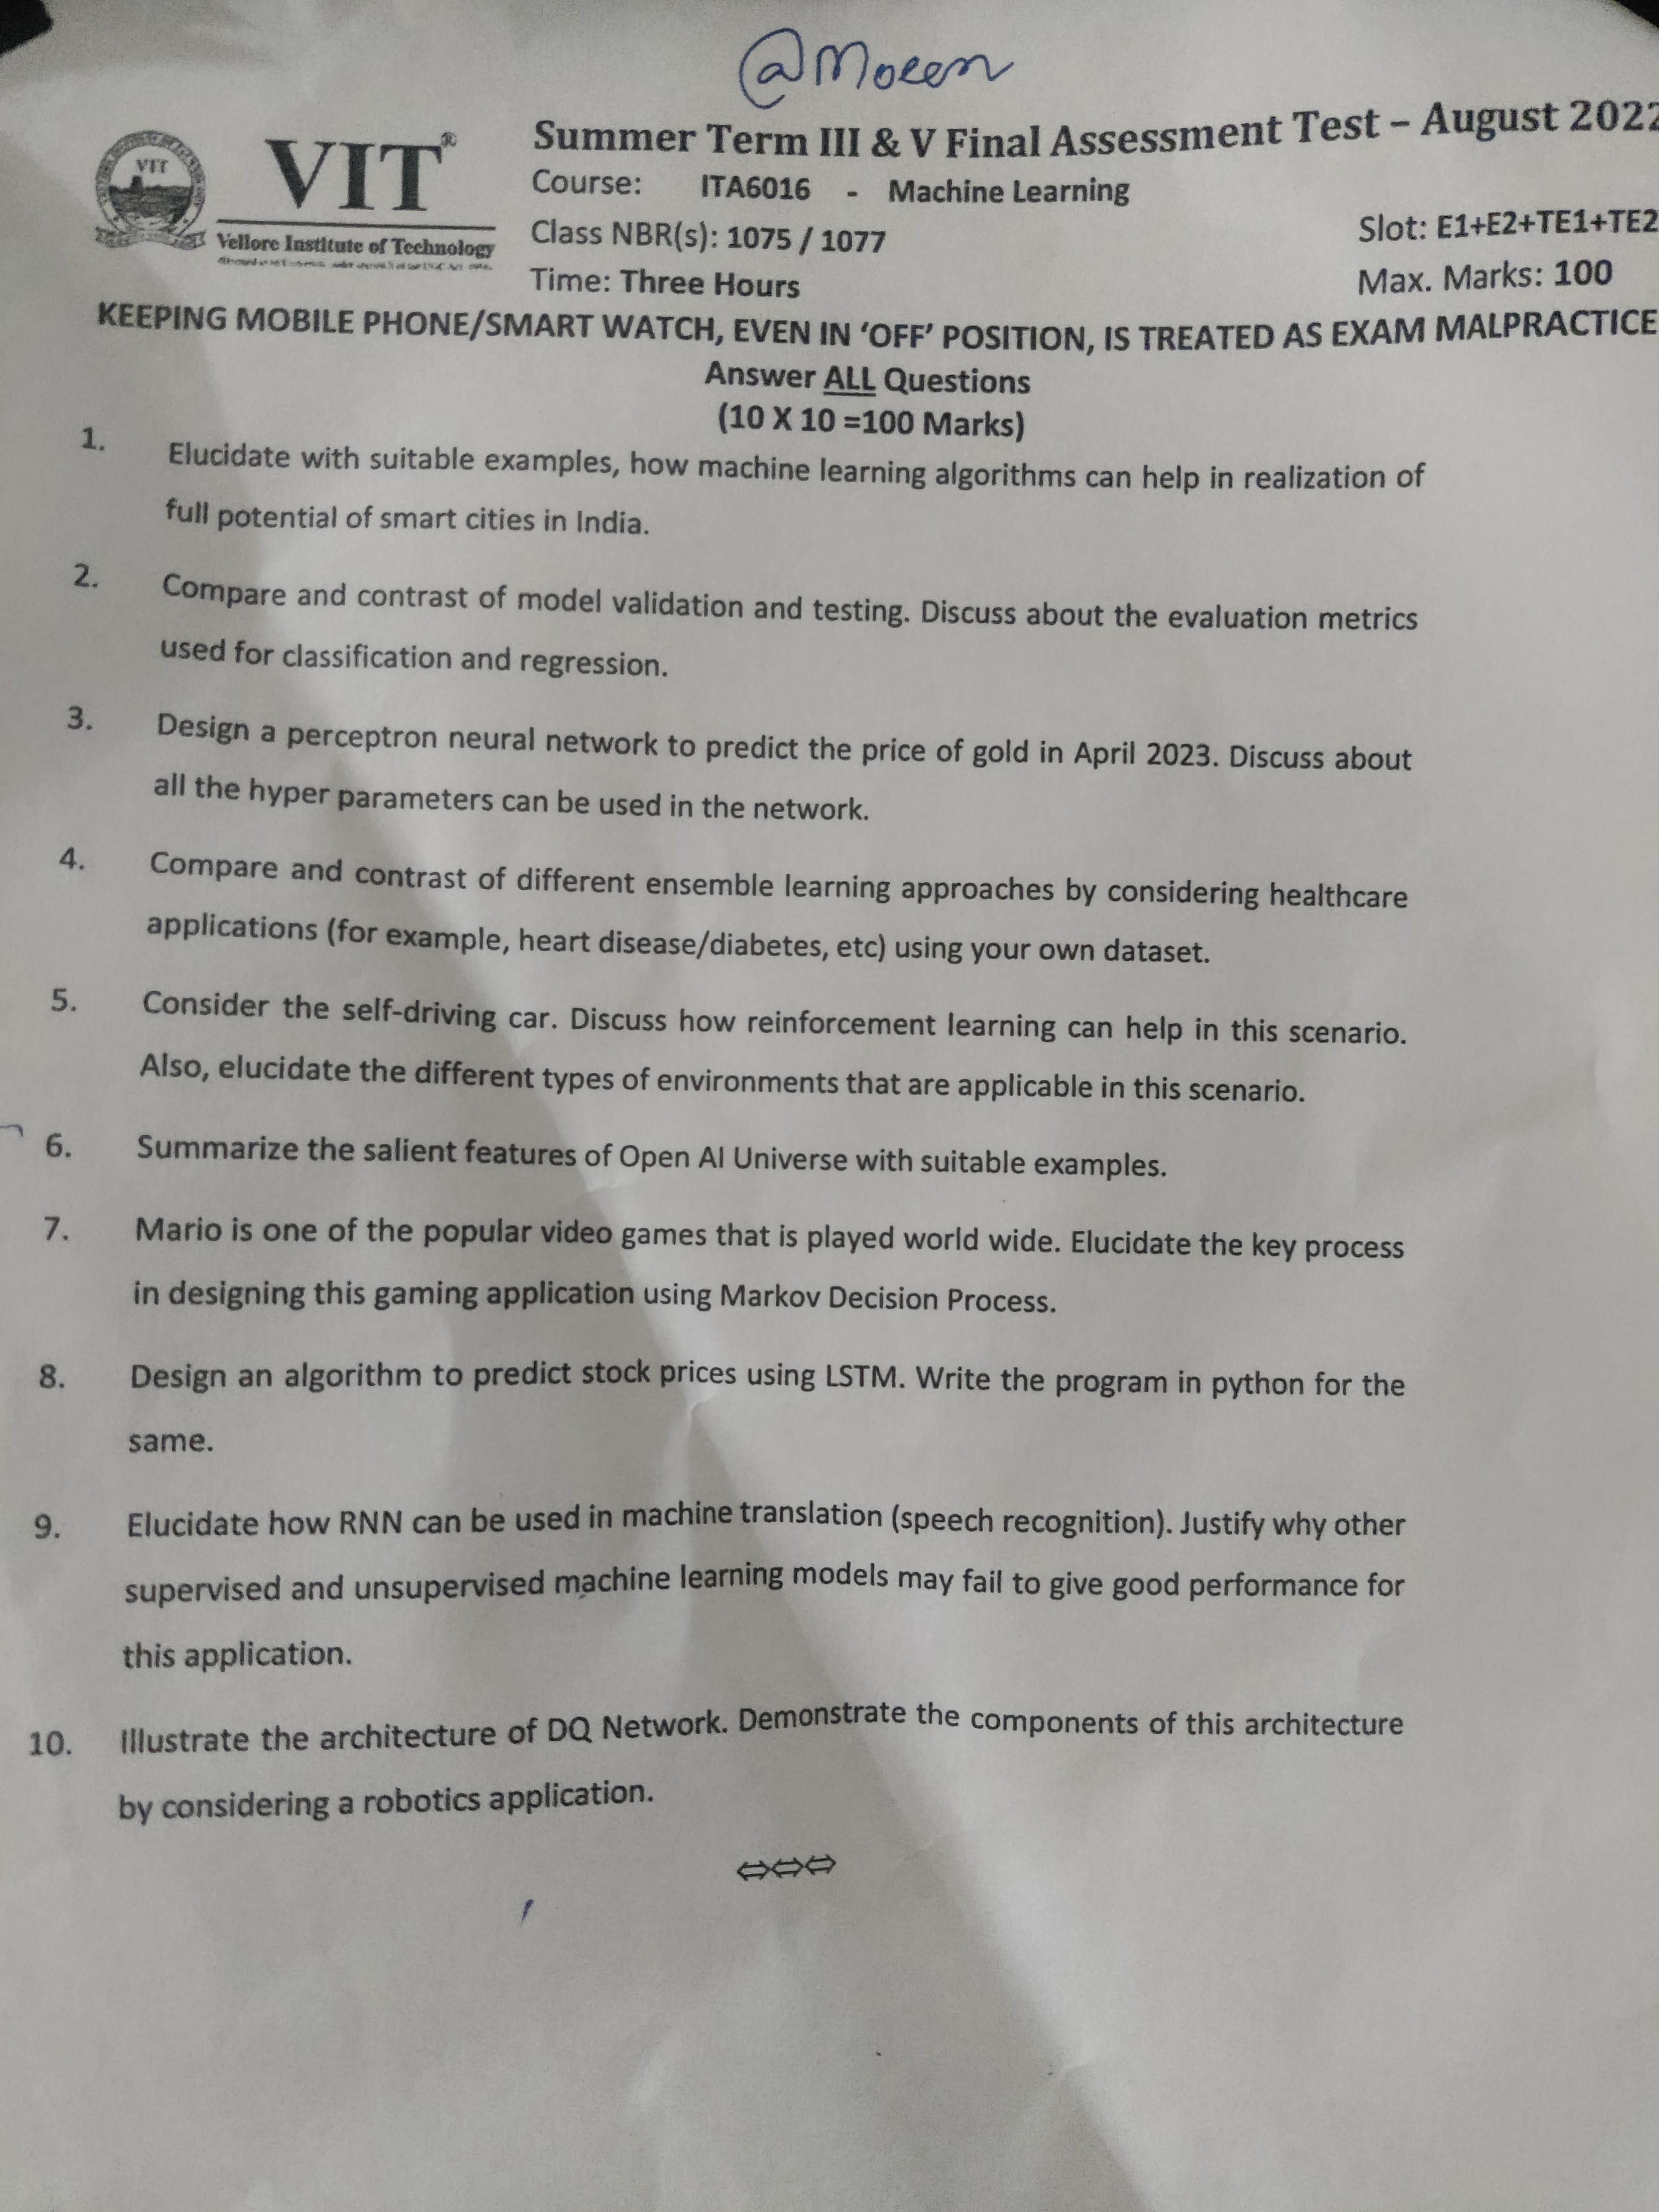 @Moeen
VIT
VIT®
Vellore Institute of Technology
Summer Term III & V Final Assessment Test – August 2022
Course: ITA6016 - Machine Learning
Class NBR(s): 1075 / 1077
Slot: E1+E2+TE1+TE2
Time: Three Hours
Max. Marks: 100
KEEPING MOBILE PHONE/SMART WATCH, EVEN IN ‘OFF’ POSITION, IS TREATED AS EXAM MALPRACTICE
Answer ALL Questions
(10 X 10 =100 Marks)
1. Elucidate with suitable examples, how machine learning algorithms can help in realization of
full potential of smart cities in India.
2. Compare and contrast of model validation and testing. Discuss about the evaluation metrics
used for classification and regression.
3. Design a perceptron neural network to predict the price of gold in April 2023. Discuss about
all the hyper parameters can be used in the network.
4. Compare and contrast of different ensemble learning approaches by considering healthcare
applications (for example, heart disease/diabetes, etc) using your own dataset.
5. Consider the self-driving car. Discuss how reinforcement learning can help in this scenario.
Also, elucidate the different types of environments that are applicable in this scenario.
6. Summarize the salient features of Open AI Universe with suitable examples.
7. Mario is one of the popular video games that is played world wide. Elucidate the key process
in designing this gaming application using Markov Decision Process.
8. Design an algorithm to predict stock prices using LSTM. Write the program in python for the
same.
9. Elucidate how RNN can be used in machine translation (speech recognition). Justify why other
supervised and unsupervised machine learning models may fail to give good performance for
this application.
10. Illustrate the architecture of DQ Network. Demonstrate the components of this architecture
by considering a robotics application.
⇔⇔⇔